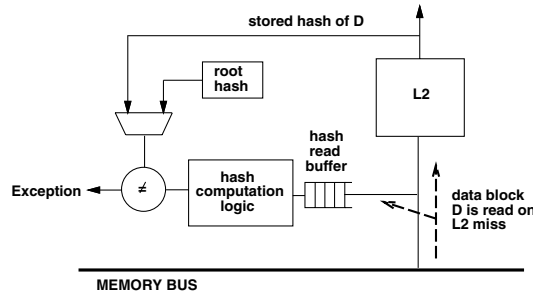 stored hash of D
root
hash
L2
hash
read
buffer
hash
computation
logic
≠
Exception
data block
D is read on
L2 miss
MEMORY BUS